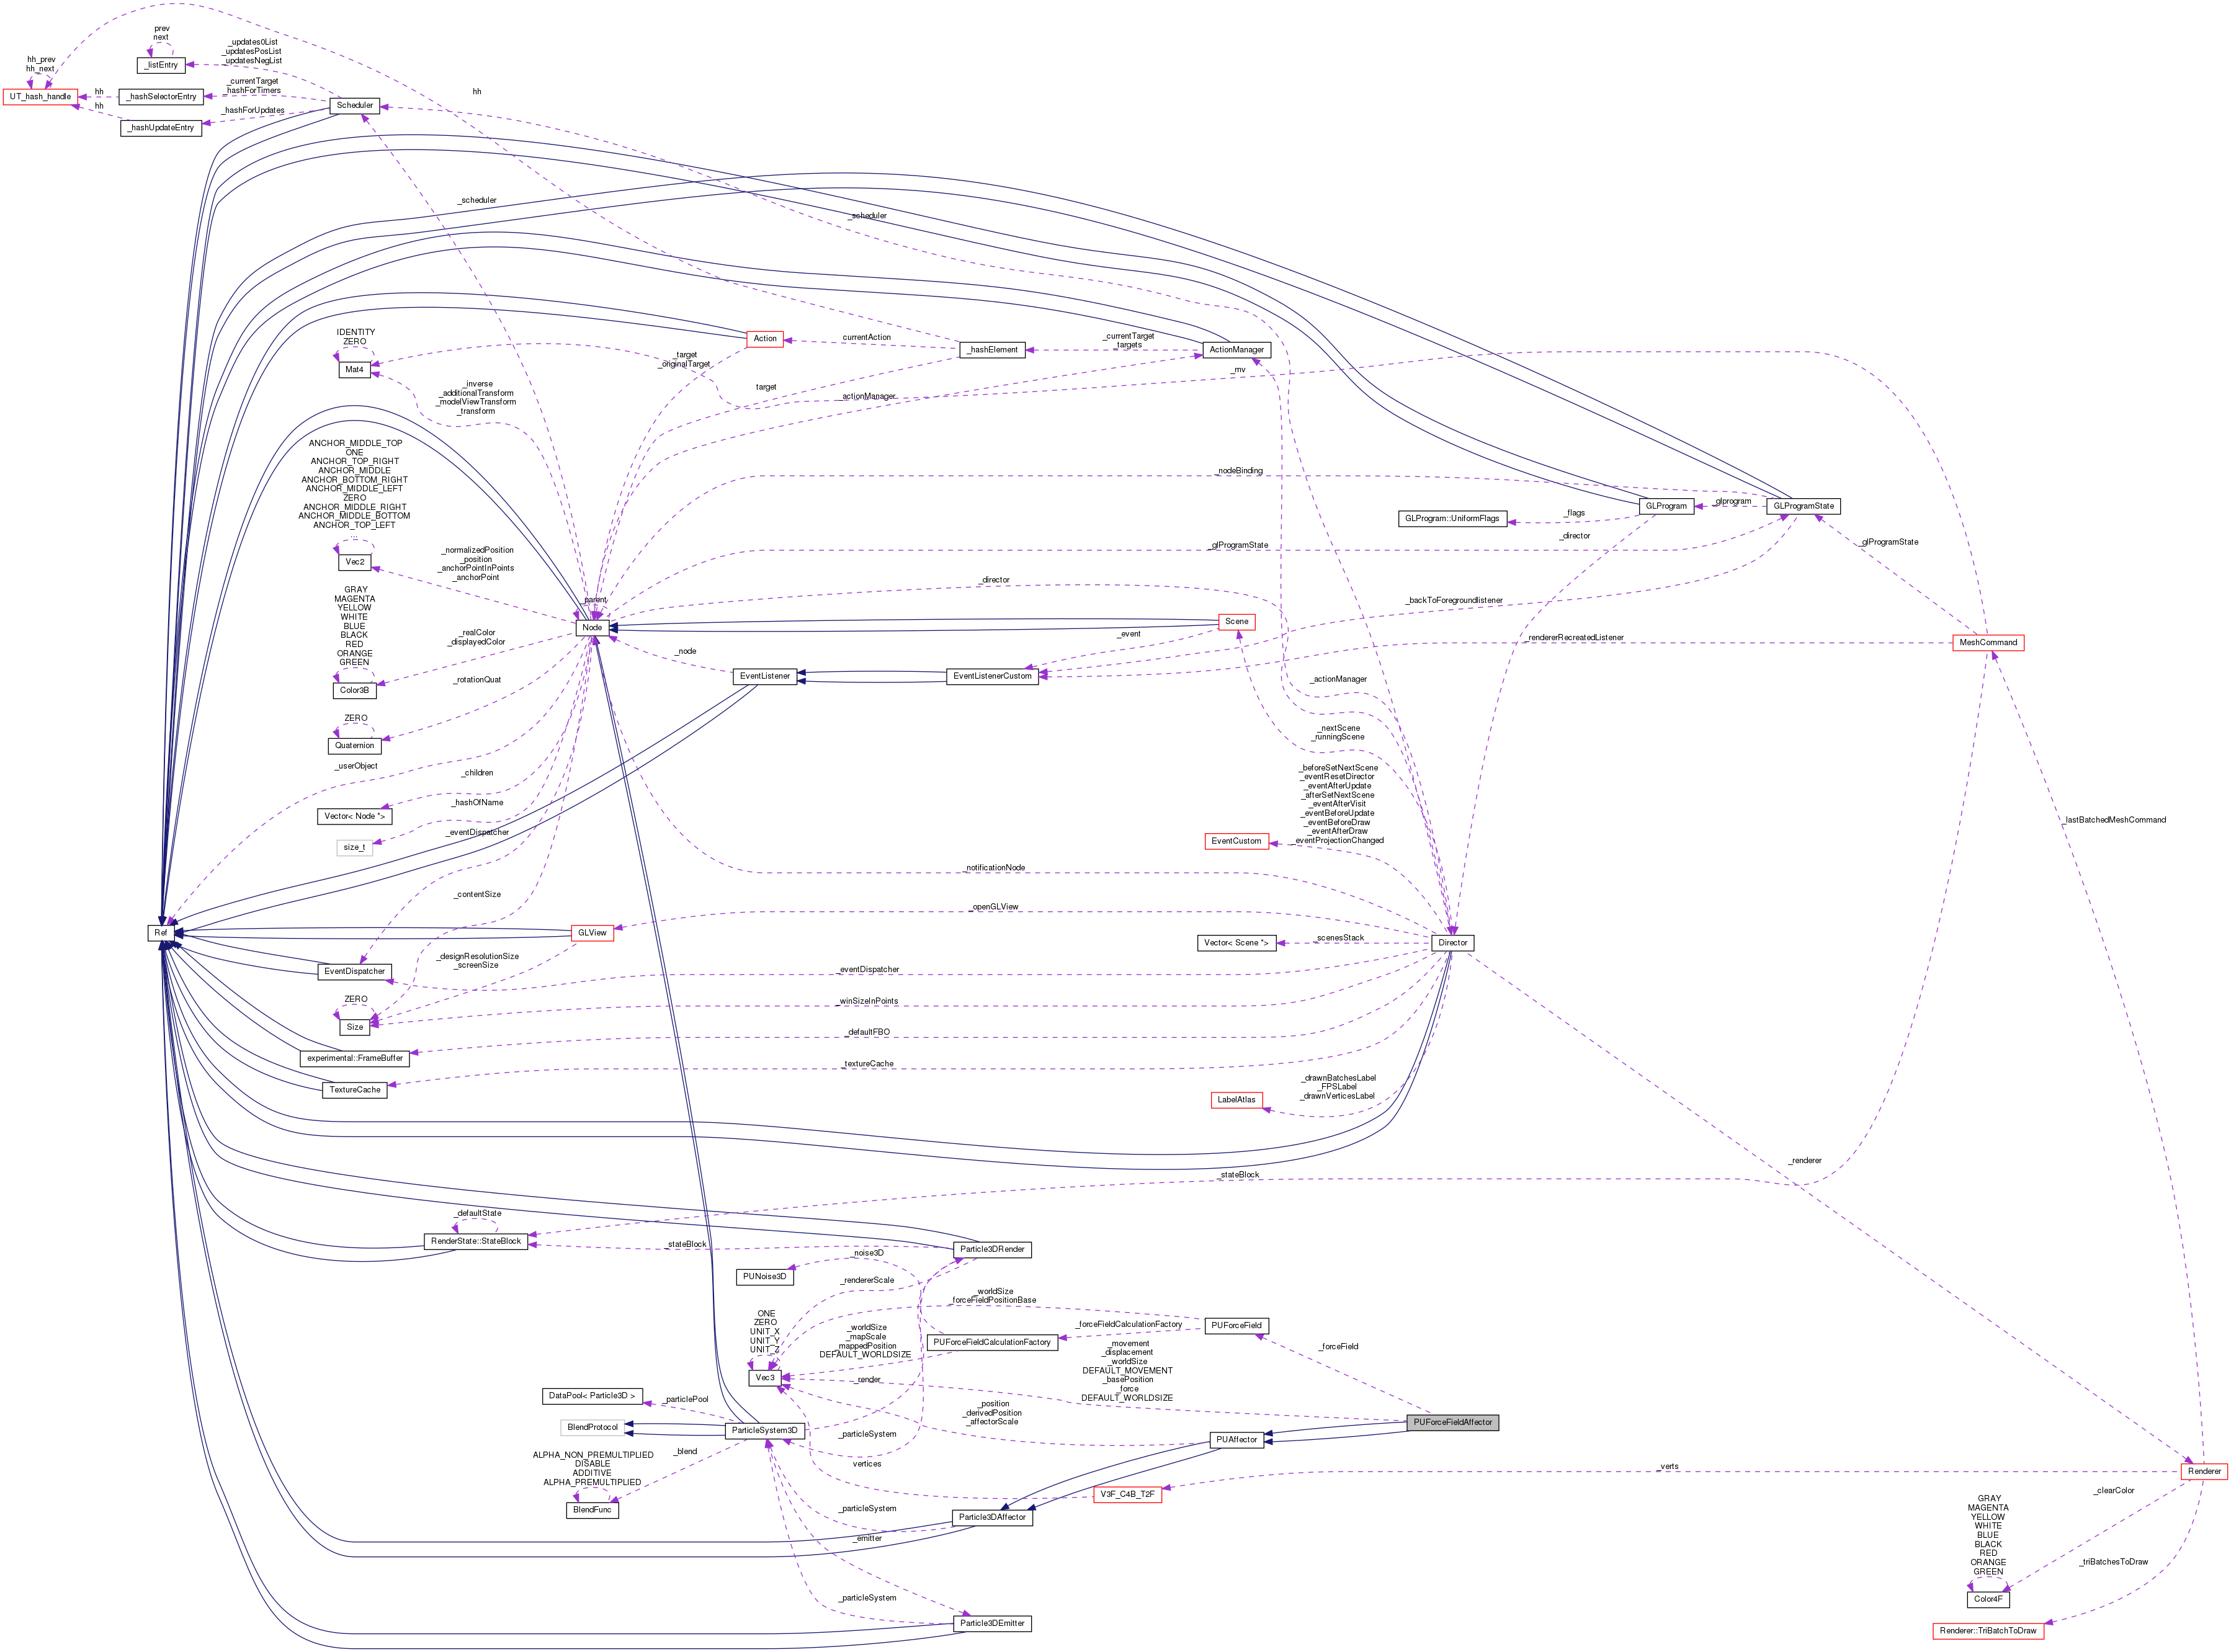 prev
next
_updates0List
_updatesPosList
_updatesNegList
_listEntry
hh_prev
hh_next
UT_hash_handle
hh
_hashSelectorEntry
_currentTarget
_hashForTimers
hh
_hashUpdateEntry
_hashForUpdates
Scheduler
hh
_scheduler
_scheduler
IDENTITY
ZERO
Mat4
Action
currentAction
_hashElement
_currentTarget
targets
ActionManager
_target
_originalTarget
target
_actionManager
_mv
_inverse
_additionalTransform
_modelViewTransform
_transform
ANCHOR_MIDDLE_TOP
ONE
ANCHOR_TOP_RIGHT
ANCHOR_MIDDLE
ANCHOR_BOTTOM_RIGHT
ANCHOR_MIDDLE_LEFT
ZERO
ANCHOR_MIDDLE_RIGHT
ANCHOR_MIDDLE_BOTTOM
ANCHOR_TOP_LEFT
...
Vec2
_normalizedPosition
_position
_anchorPointInPoints
_anchorPoint
_nodeBinding
GLProgram::UniformFlags
_flags
GLProgram
_glprogram
GLProgramState
_director
_glProgramState
_glProgramState
_director
_backToForegroundlistener
GRAY
MAGENTA
YELLOW
WHITE
BLUE
BLACK
RED
ORANGE
GREEN
Color3B
_realColor
_displayedColor
_parent
Node
_node
EventListener
EventListenerCustom
_event
Scene
_rendererRecreatedListener
MeshCommand
_rotationQuat
ZERO
Quaternion
_actionManager
_nextScene
_runningScene
_userObject
_children
Vector< Node *>
_hashOfName
size_t
_eventDispatcher
_beforeSetNextScene
_eventResetDirector
_eventAfterUpdate
_afterSetNextScene
_eventAfterVisit
_eventBeforeUpdate
_eventBeforeDraw
_eventAfterDraw
_eventProjectionChanged
EventCustom
_lastBatchedMeshCommand
_notificationNode
_contentSize
_openGLView
Ref
GLView
Vector< Scene *>
_scenesStack
Director
EventDispatcher
_designResolutionSize
_screenSize
_eventDispatcher
ZERO
Size
_winSizeInPoints
experimental::FrameBuffer
_defaultFBO
TextureCache
_textureCache
LabelAtlas
_drawnBatchesLabel
_FPSLabel
_drawnVerticesLabel
_renderer
_stateBlock
_defaultState
RenderState::StateBlock
_stateBlock
Particle3DRender
_noise3D
PUNoise3D
_rendererScale
_worldSize
_forceFieldPositionBase
ONE
ZERO
UNIT_X
UNIT_Y
UNIT_Z
Vec3
_worldSize
_mapScale
_mappedPosition
DEFAULT_WORLDSIZE
PUForceFieldCalculationFactory
_forceFieldCalculationFactory
PUForceField
_forceField
_movement
_displacement
_worldSize
DEFAULT_MOVEMENT
_basePosition
_force
DEFAULT_WORLDSIZE
_render
DataPool< Particle3D >
_particlePool
BlendProtocol
ParticleSystem3D
_position
_derivedPosition
_affectorScale
PUForceFieldAffector
PUAffector
_particleSystem
ALPHA_NON_PREMULTIPLIED
DISABLE
ADDITIVE
ALPHA_PREMULTIPLIED
BlendFunc
_blend
vertices
V3F_C4B_T2F
_verts
Renderer
_particleSystem
Particle3DAffector
_emitter
_clearColor
GRAY
MAGENTA
YELLOW
WHITE
BLUE
BLACK
RED
ORANGE
GREEN
Color4F
_triBatchesToDraw
_particleSystem
Particle3DEmitter
Renderer::TriBatchToDraw